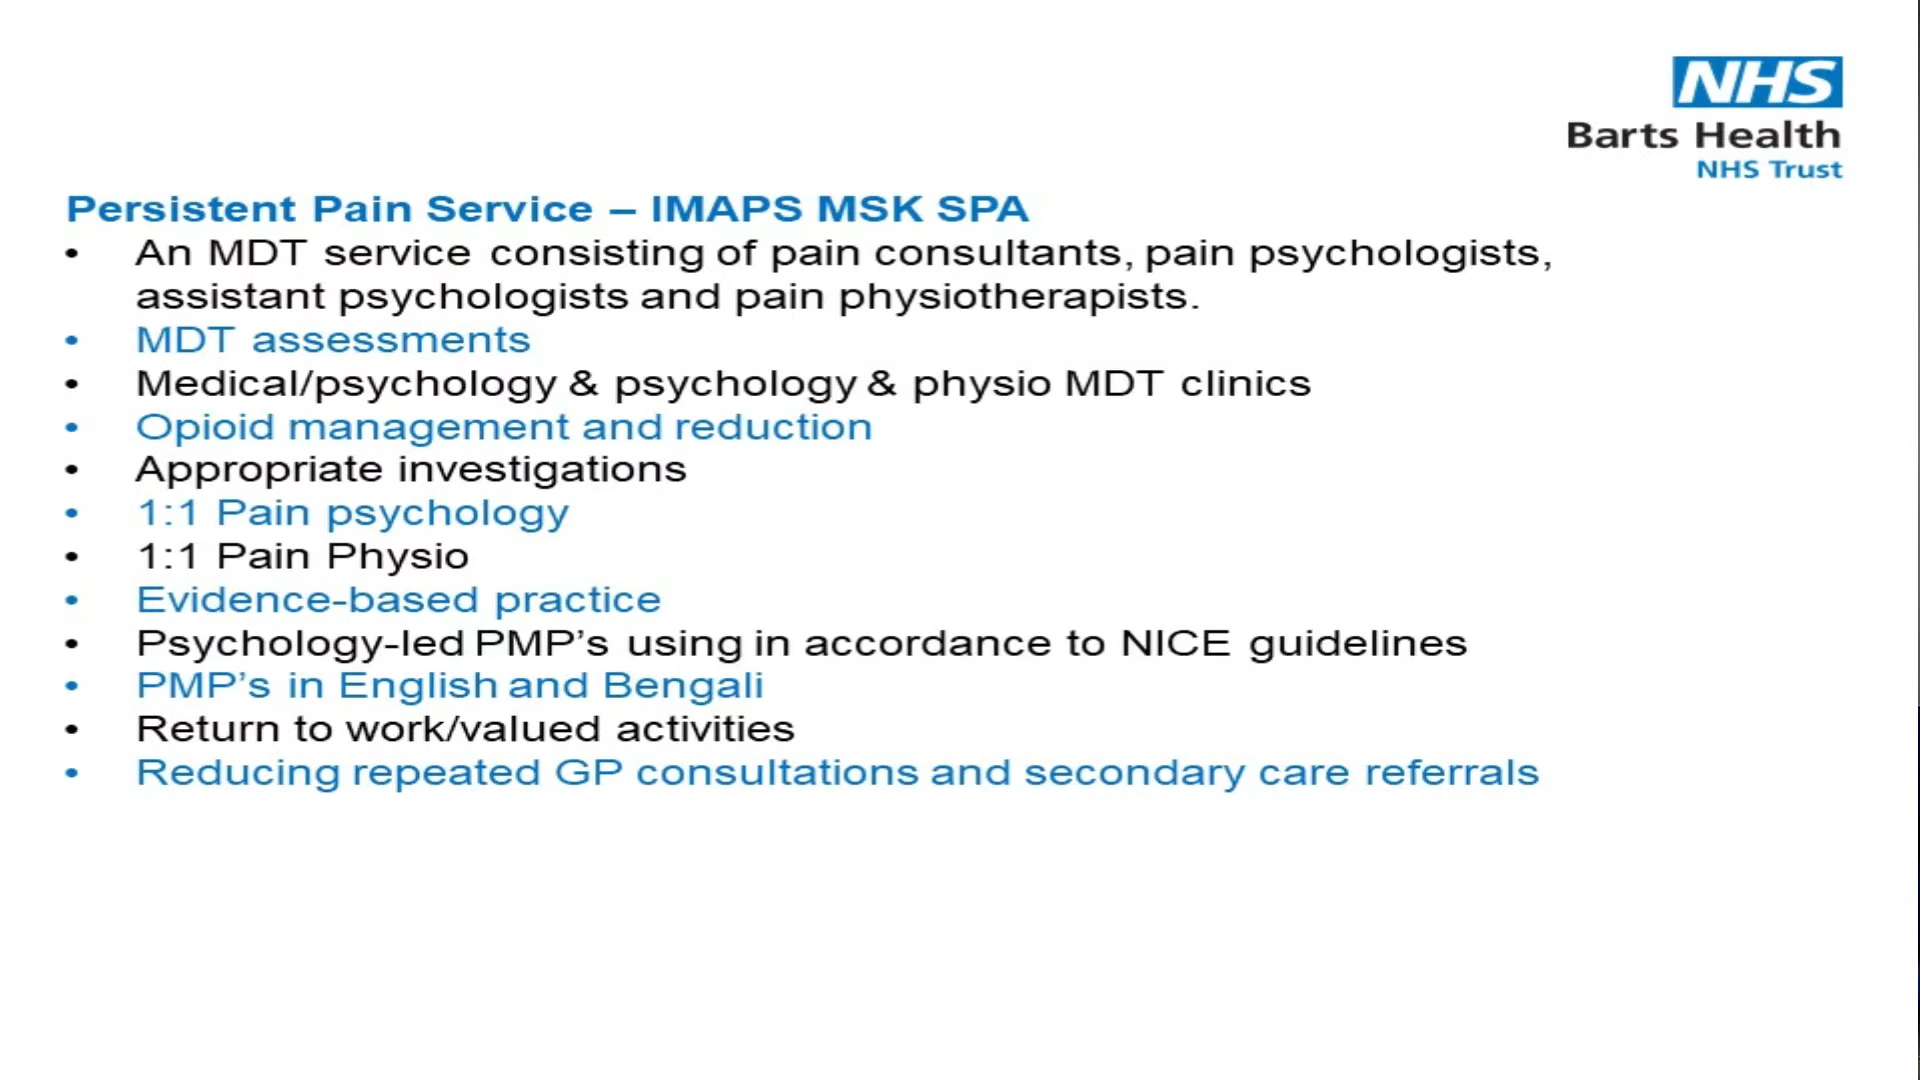 NHS
Barts Health
NHS Trust
Persistent Pain Service – IMAPS MSK SPA
• An MDT service consisting of pain consultants, pain psychologists,
assistant psychologists and pain physiotherapists.
• MDT assessments
• Medical/psychology & psychology & physio MDT clinics
• Opioid management and reduction
• Appropriate investigations
• 1:1 Pain psychology
• 1:1 Pain Physio
• Evidence-based practice
• Psychology-led PMP’s using in accordance to NICE guidelines
• PMP’s in English and Bengali
• Return to work/valued activities
• Reducing repeated GP consultations and secondary care referrals